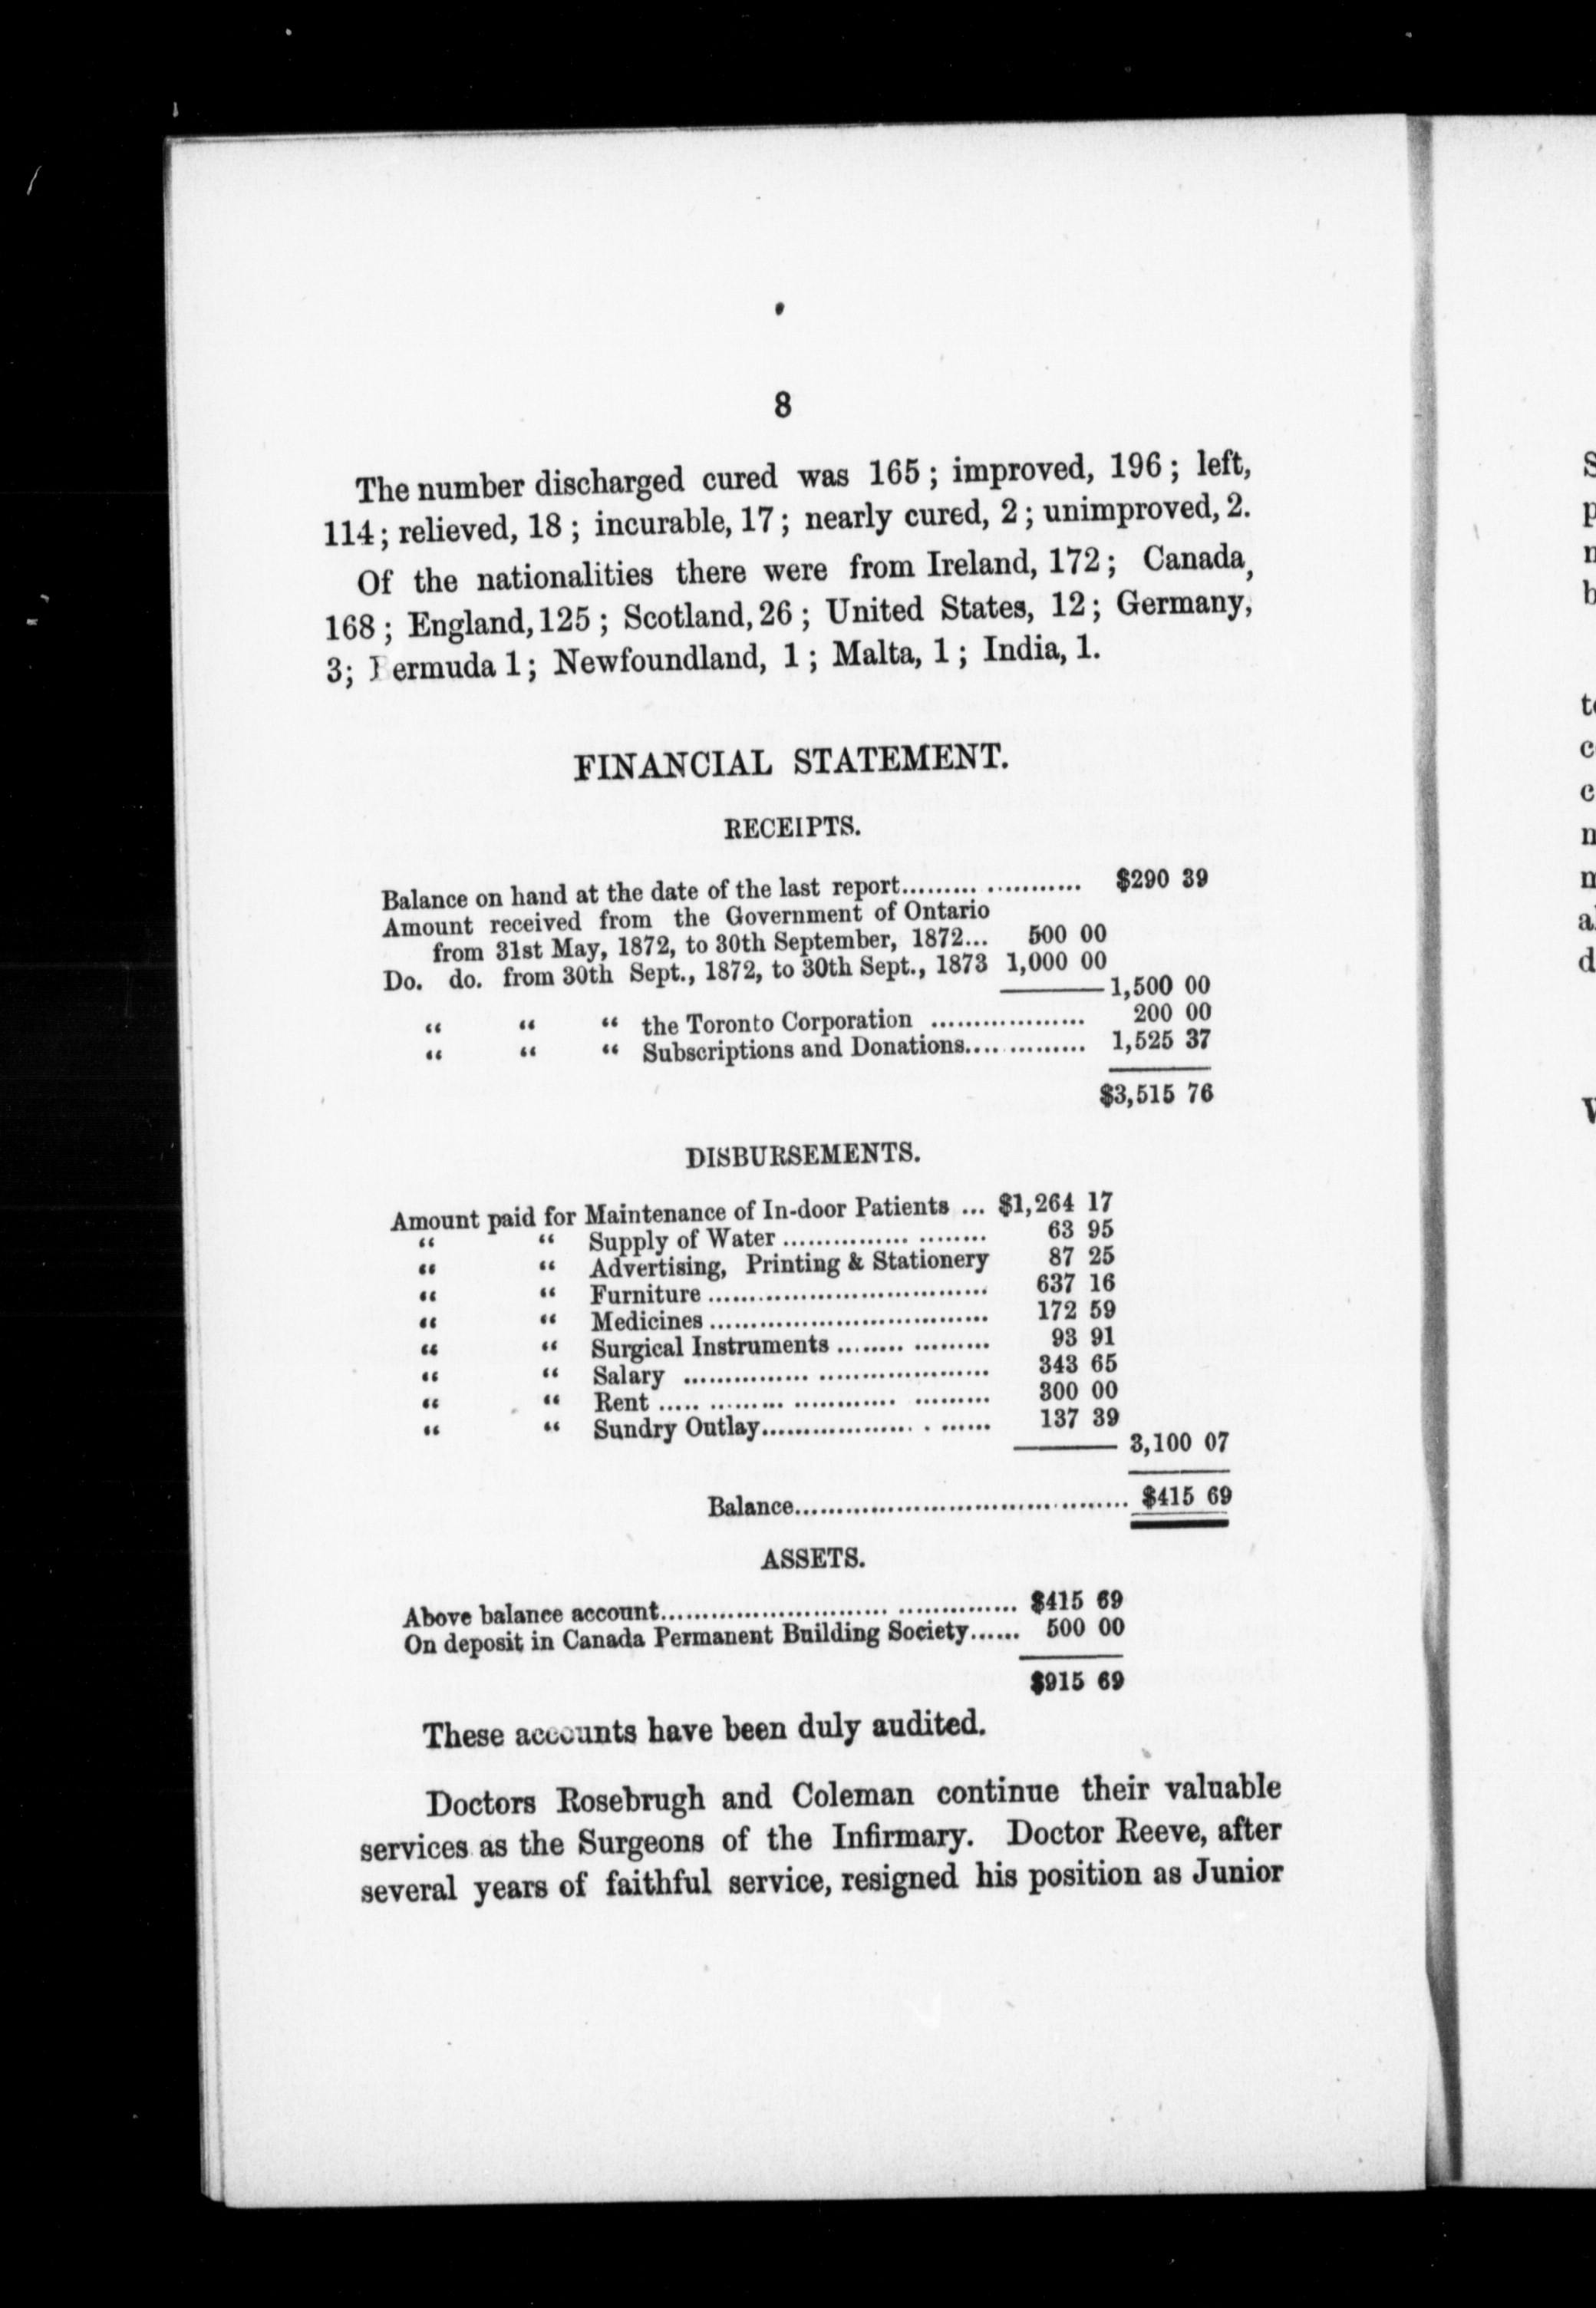 8
The number discharged cured was 165; improved, 196; left,
114; relieved, 18; incurable, 17; nearly cured, 2; unimproved, 2.
Of the nationalities there were from Ireland, 172; Canada,
168; England, 125; Scotland, 26; United States, 12; Germany,
3; Bermuda 1; Newfoundland, 1; Malta, 1; India, 1.
FINANCIAL STATEMENT.
RECEIPTS.
Balance on hand at the date of the last report.................... $290 39
Amount received from the Government of Ontario
from 31st May, 1872, to 30th September, 1872... 500 00
Do. do. from 30th Sept., 1872, to 30th Sept., 1873 1,000 00
1,500 00
“ “ “ the Toronto Corporation .................. 200 00
“ “ “ Subscriptions and Donations.............. 1,525 37
$3,515 76
DISBURSEMENTS.
Amount paid for Maintenance of In-door Patients ... $1,264 17
“ “ Supply of Water ........................ 63 95
“ “ Advertising, Printing & Stationery 87 25
“ “ Furniture ................................. 637 16
“ “ Medicines ................................. 172 59
“ “ Surgical Instruments .................. 93 91
“ “ Salary ................................... 343 65
“ “ Rent ...................................... 300 00
“ “ Sundry Outlay.......................... 137 39
3,100 07
Balance........................................ $415 69
ASSETS.
Above balance account.......................................... $415 69
On deposit in Canada Permanent Building Society...... 500 00
$915 69
These accounts have been duly audited.
Doctors Rosebrugh and Coleman continue their valuable
services as the Surgeons of the Infirmary. Doctor Reeve, after
several years of faithful service, resigned his position as Junior